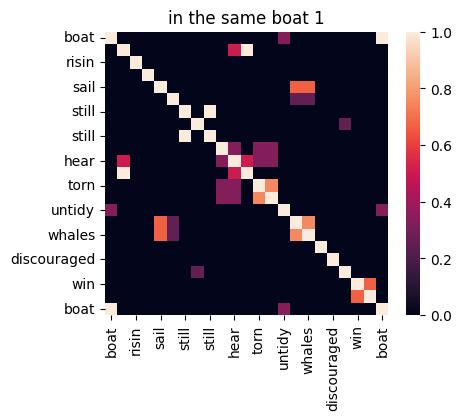 in the same boat 1
boat
risin
sail
still
still
hear
torn
untidy
whales
discouraged
win
boat
1.0
0.8
0.6
0.4
0.2
0.0
boat
risin
sail
still
still
hear
torn
untidy
whales
discouraged
win
boat